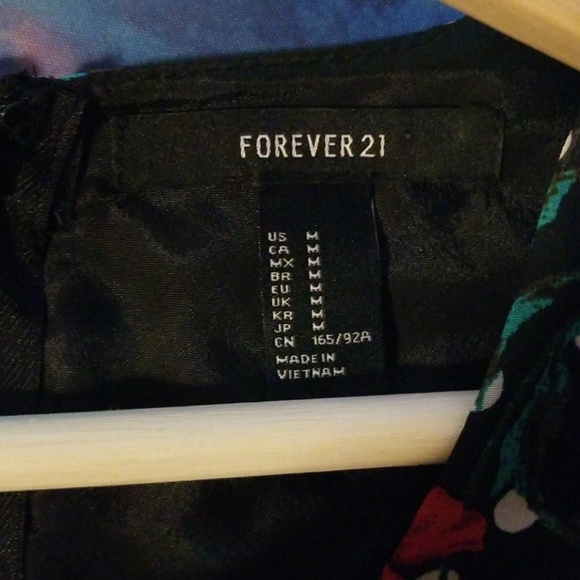 FOREVER 21
US M
CA M
MX M
BR M
EU M
UK M
KR M
JP M
CN 165/92A
MADE IN
VIETNAM